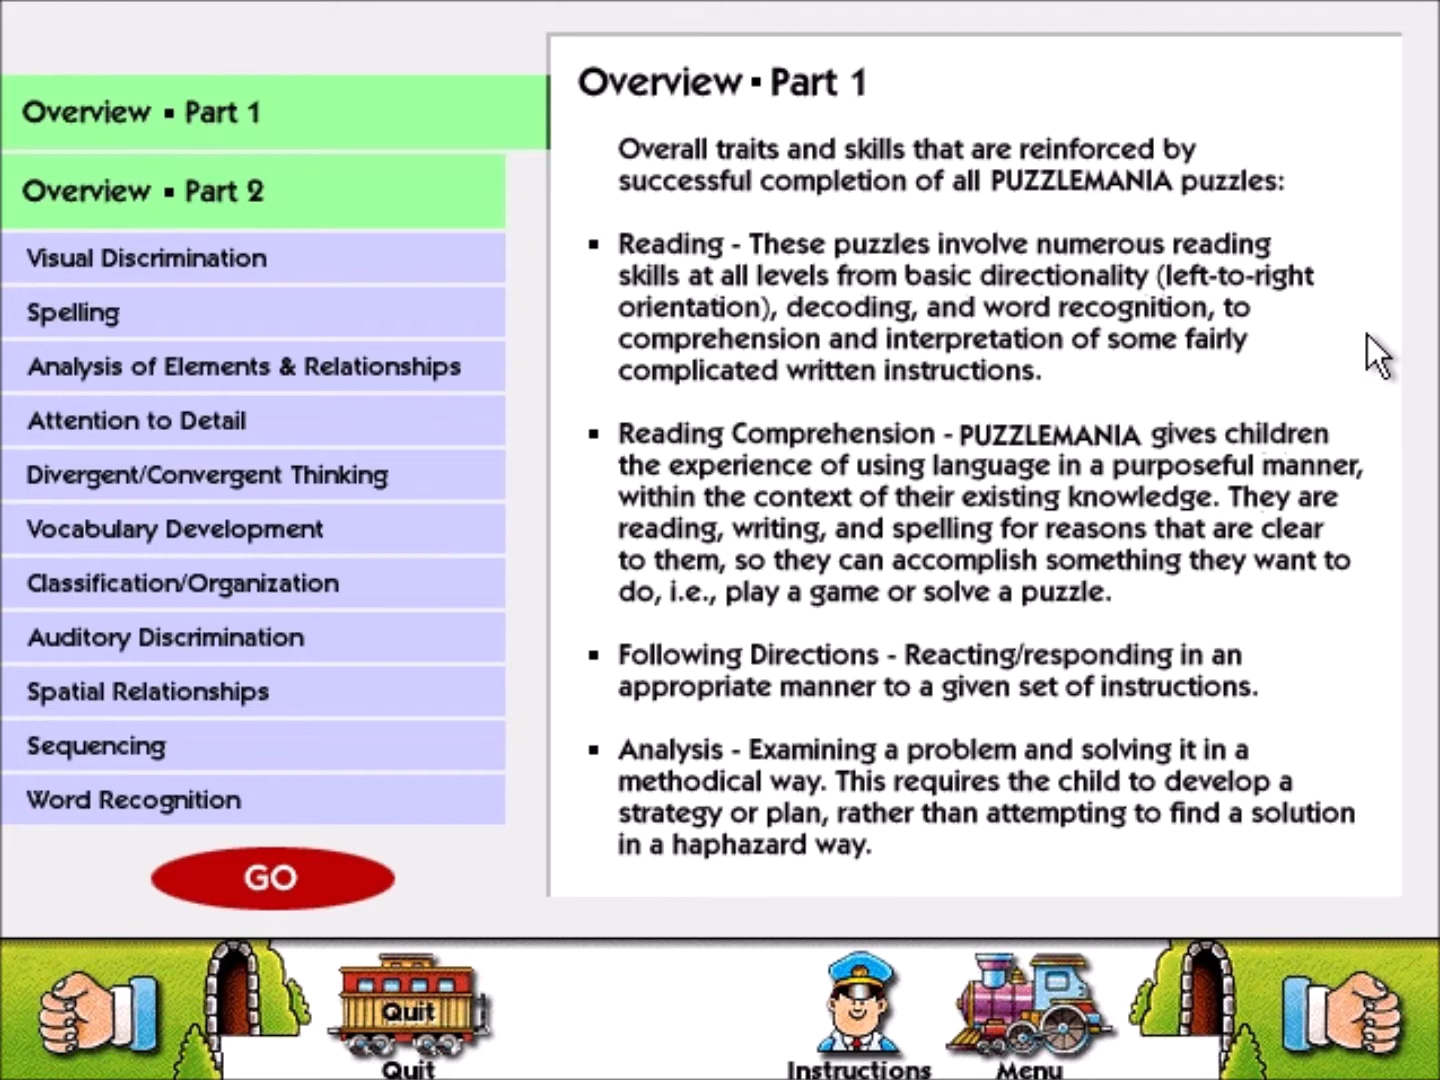 Overview ▪ Part 1
Overview ▪ Part 2
Visual Discrimination
Spelling
Analysis of Elements & Relationships
Attention to Detail
Divergent/Convergent Thinking
Vocabulary Development
Classification/Organization
Auditory Discrimination
Spatial Relationships
Sequencing
Word Recognition
GO
Overview ▪ Part 1
Overall traits and skills that are reinforced by
successful completion of all PUZZLEMANIA puzzles:
▪ Reading - These puzzles involve numerous reading
skills at all levels from basic directionality (left-to-right
orientation), decoding, and word recognition, to
comprehension and interpretation of some fairly
complicated written instructions.
▪ Reading Comprehension - PUZZLEMANIA gives children
the experience of using language in a purposeful manner,
within the context of their existing knowledge. They are
reading, writing, and spelling for reasons that are clear
to them, so they can accomplish something they want to
do, i.e., play a game or solve a puzzle.
▪ Following Directions - Reacting/responding in an
appropriate manner to a given set of instructions.
▪ Analysis - Examining a problem and solving it in a
methodical way. This requires the child to develop a
strategy or plan, rather than attempting to find a solution
in a haphazard way.
Quit
Quit
Instructions
Menu